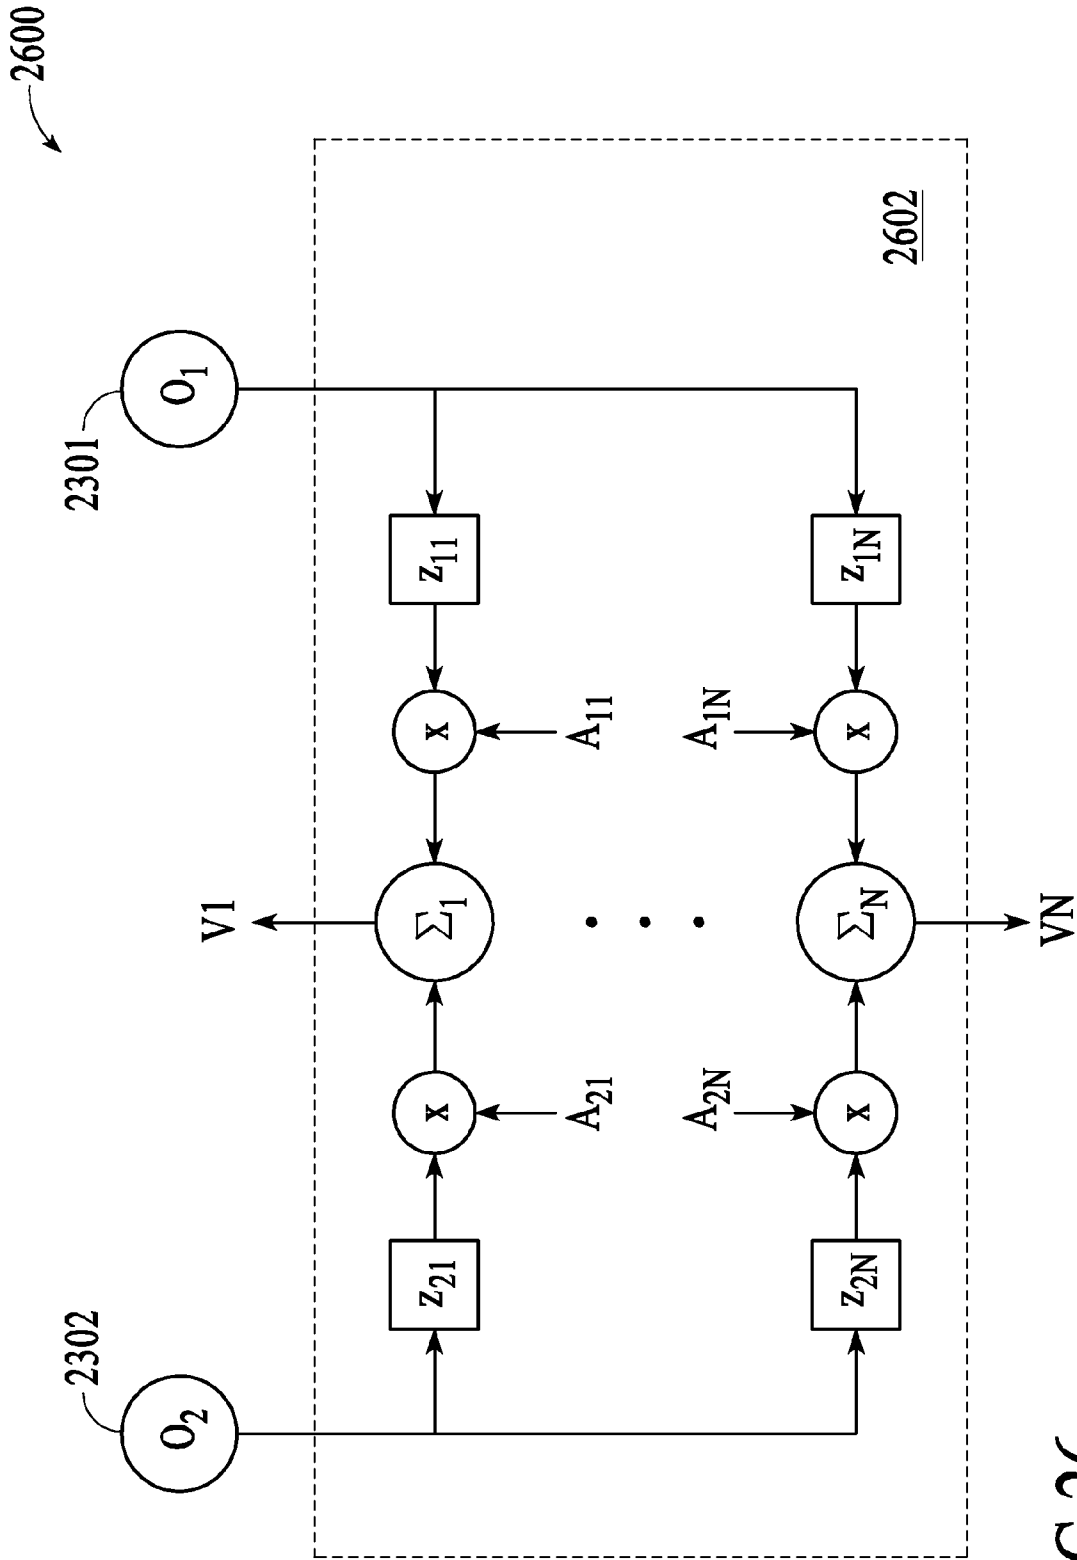 2600
2302
2301
O₂
O₁
V1
z₂₁
x
Σ₁
x
z₁₁
A₂₁
A₁₁
A₂N
A₁N
z₂N
x
ΣN
x
z₁N
2602
VN